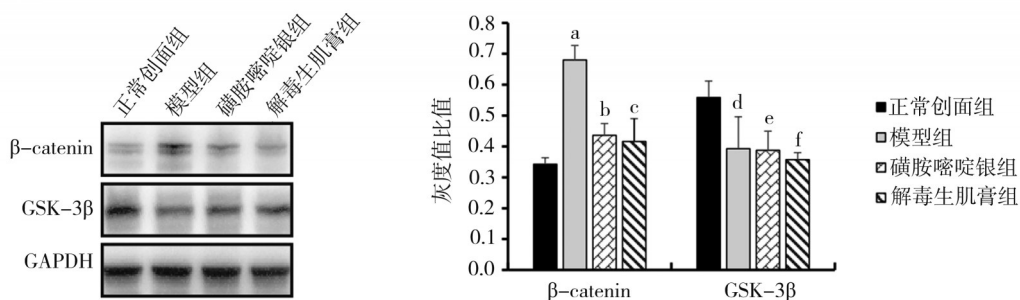 正常创面组
模型组
磺胺嘧啶银组
解毒生肌膏组
β-catenin
GSK-3β
GAPDH
灰度值比值
0.8
0.7
0.6
0.5
0.4
0.3
0.2
0.1
0.0
a
b
c
d
e
f
β-catenin
GSK-3β
正常创面组
模型组
磺胺嘧啶银组
解毒生肌膏组